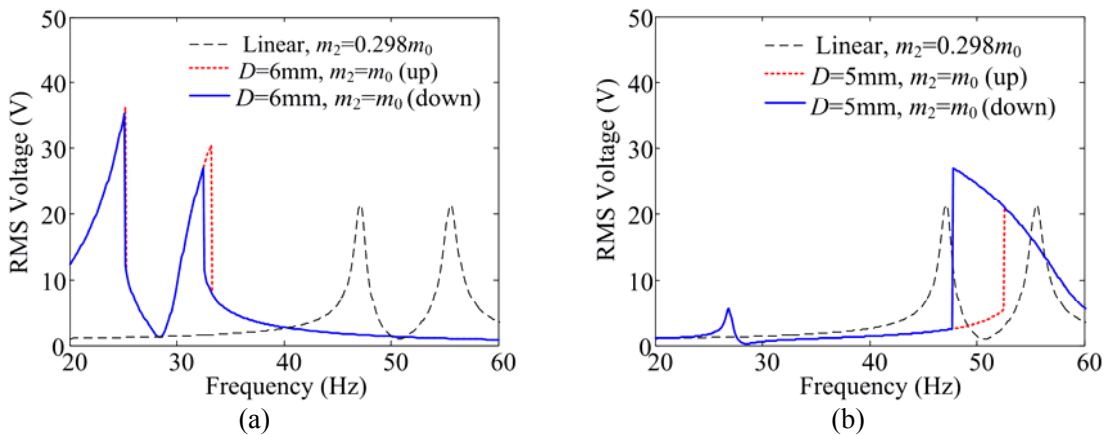 50
40
30
20
10
0
RMS Voltage (V)
Linear, m2=0.298m0
D=6mm, m2=m0 (up)
D=6mm, m2=m0 (down)
20 30 40 50 60
Frequency (Hz)
(a)
50
40
30
20
10
0
RMS Voltage (V)
Linear, m2=0.298m0
D=5mm, m2=m0 (up)
D=5mm, m2=m0 (down)
20 30 40 50 60
Frequency (Hz)
(b)